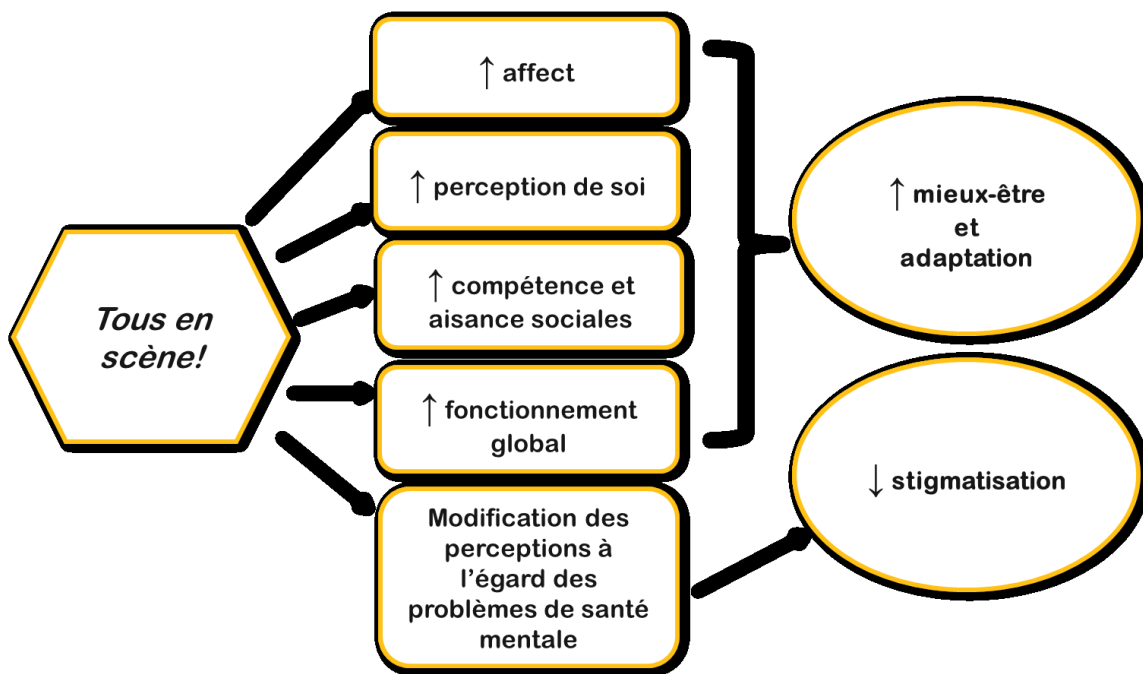 Tous en
scène!
↑ affect
↑ perception de soi
↑ compétence et
aisance sociales
↑ fonctionnement
global
Modification des
perceptions à
l’égard des
problèmes de santé
mentale
↑ mieux-être
et
adaptation
↓ stigmatisation